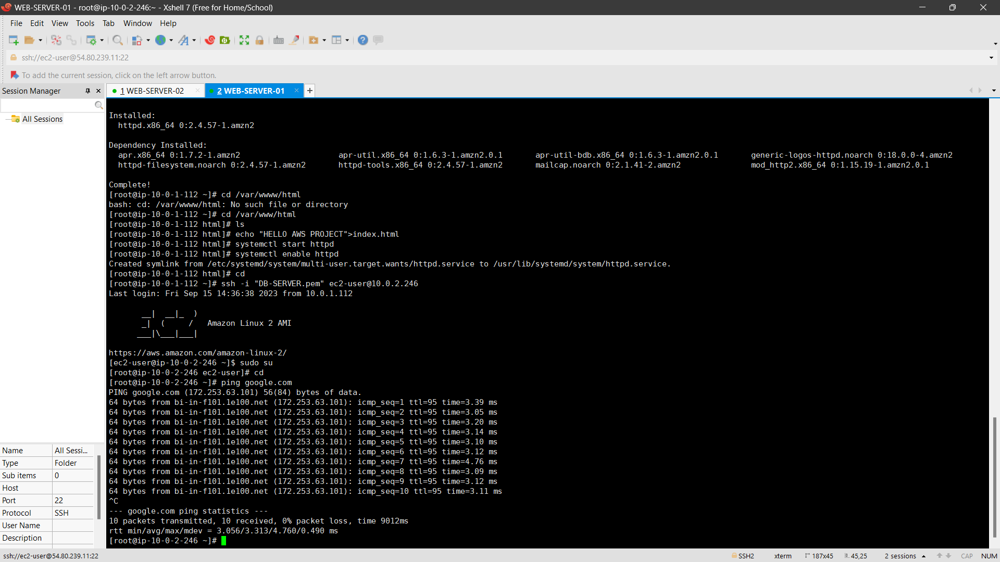 WEB-SERVER-01 - root@ip-10-0-2-246:~ - Xshell 7 (Free for Home/School)
File Edit View Tools Tab Window Help
ssh://ec2-user@54.80.239.11:22
To add the current session, click on the left arrow button.
Session Manager
1 WEB-SERVER-02
2 WEB-SERVER-01
All Sessions
Installed:
httpd.x86_64 0:2.4.57-1.amzn2
Dependency Installed:
apr.x86_64 0:1.7.2-1.amzn2 apr-util.x86_64 0:1.6.3-1.amzn2.0.1 apr-util-bdb.x86_64 0:1.6.3-1.amzn2.0.1 generic-logos-httpd.noarch 0:18.0.0-4.amzn2
httpd-filesystem.noarch 0:2.4.57-1.amzn2 httpd-tools.x86_64 0:2.4.57-1.amzn2 mailcap.noarch 0:2.1.41-2.amzn2 mod_http2.x86_64 0:1.15.19-1.amzn2.0.1
Complete!
[root@ip-10-0-1-112 ~]# cd /var/wwww/html
bash: cd: /var/wwww/html: No such file or directory
[root@ip-10-0-1-112 ~]# cd /var/www/html
[root@ip-10-0-1-112 html]# ls
[root@ip-10-0-1-112 html]# echo "HELLO AWS PROJECT">index.html
[root@ip-10-0-1-112 html]# systemctl start httpd
[root@ip-10-0-1-112 html]# systemctl enable httpd
Created symlink from /etc/systemd/system/multi-user.target.wants/httpd.service to /usr/lib/systemd/system/httpd.service.
[root@ip-10-0-1-112 html]# cd
[root@ip-10-0-1-112 ~]# ssh -i "DB-SERVER.pem" ec2-user@10.0.2.246
Last login: Fri Sep 15 14:36:38 2023 from 10.0.1.112
__|  __|_  )
_|  (     /   Amazon Linux 2 AMI
___|\___|___|
https://aws.amazon.com/amazon-linux-2/
[ec2-user@ip-10-0-2-246 ~]$ sudo su
[root@ip-10-0-2-246 ec2-user]# cd
[root@ip-10-0-2-246 ~]# ping google.com
PING google.com (172.253.63.101) 56(84) bytes of data.
64 bytes from bi-in-f101.1e100.net (172.253.63.101): icmp_seq=1 ttl=95 time=3.39 ms
64 bytes from bi-in-f101.1e100.net (172.253.63.101): icmp_seq=2 ttl=95 time=3.05 ms
64 bytes from bi-in-f101.1e100.net (172.253.63.101): icmp_seq=3 ttl=95 time=3.20 ms
64 bytes from bi-in-f101.1e100.net (172.253.63.101): icmp_seq=4 ttl=95 time=3.14 ms
64 bytes from bi-in-f101.1e100.net (172.253.63.101): icmp_seq=5 ttl=95 time=3.10 ms
64 bytes from bi-in-f101.1e100.net (172.253.63.101): icmp_seq=6 ttl=95 time=3.12 ms
64 bytes from bi-in-f101.1e100.net (172.253.63.101): icmp_seq=7 ttl=95 time=4.76 ms
64 bytes from bi-in-f101.1e100.net (172.253.63.101): icmp_seq=8 ttl=95 time=3.09 ms
64 bytes from bi-in-f101.1e100.net (172.253.63.101): icmp_seq=9 ttl=95 time=3.12 ms
64 bytes from bi-in-f101.1e100.net (172.253.63.101): icmp_seq=10 ttl=95 time=3.11 ms
^C
--- google.com ping statistics ---
10 packets transmitted, 10 received, 0% packet loss, time 9012ms
rtt min/avg/max/mdev = 3.056/3.313/4.760/0.490 ms
[root@ip-10-0-2-246 ~]#
Name All Sessi...
Type Folder
Sub items 0
Host
Port 22
Protocol SSH
User Name
Description
ssh://ec2-user@54.80.239.11:22 SSH2 xterm 187x45 45,25 2 sessions CAP NUM